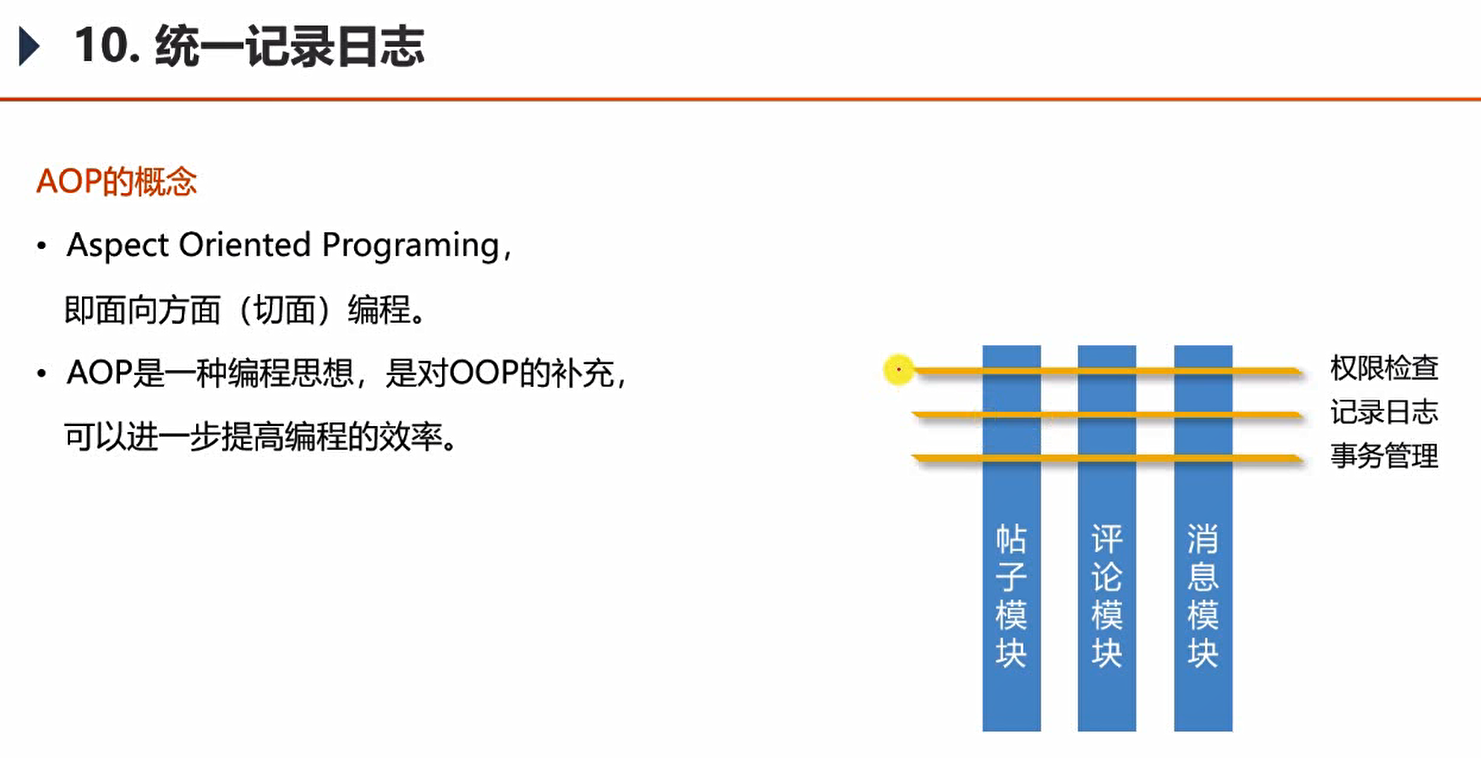 10. 统一记录日志
AOP的概念
• Aspect Oriented Programing,
即面向方面（切面）编程。
• AOP是一种编程思想，是对OOP的补充，
可以进一步提高编程的效率。
权限检查
记录日志
事务管理
帖子模块
评论模块
消息模块